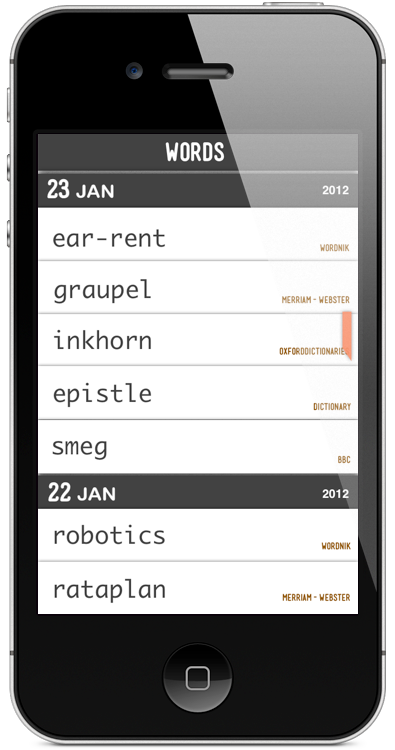 WORDS
23 JAN 2012
ear-rent
WORDNIK
graupel
MERRIAM - WEBSTER
inkhorn
OXFORDDICTIONARIES
epistle
DICTIONARY
smeg
BBC
22 JAN 2012
robotics
WORDNIK
rataplan
MERRIAM - WEBSTER